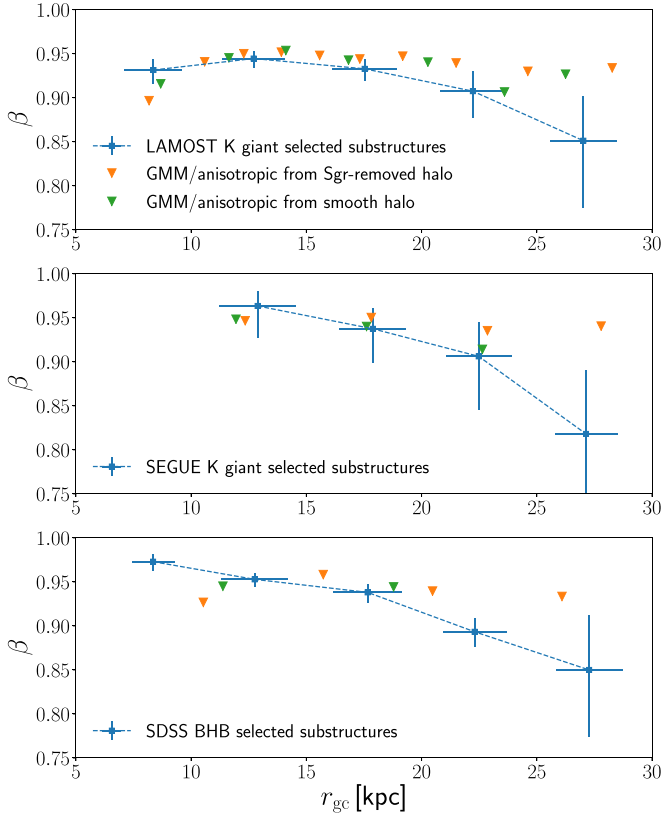 1.00
0.95
0.90
0.85
0.80
0.75
β
LAMOST K giant selected substructures
GMM/anisotropic from Sgr-removed halo
GMM/anisotropic from smooth halo
5 10 15 20 25 30
1.00
0.95
0.90
0.85
0.80
0.75
β
SEGUE K giant selected substructures
5 10 15 20 25 30
1.00
0.95
0.90
0.85
0.80
0.75
β
SDSS BHB selected substructures
5 10 15 20 25 30
r_gc [kpc]